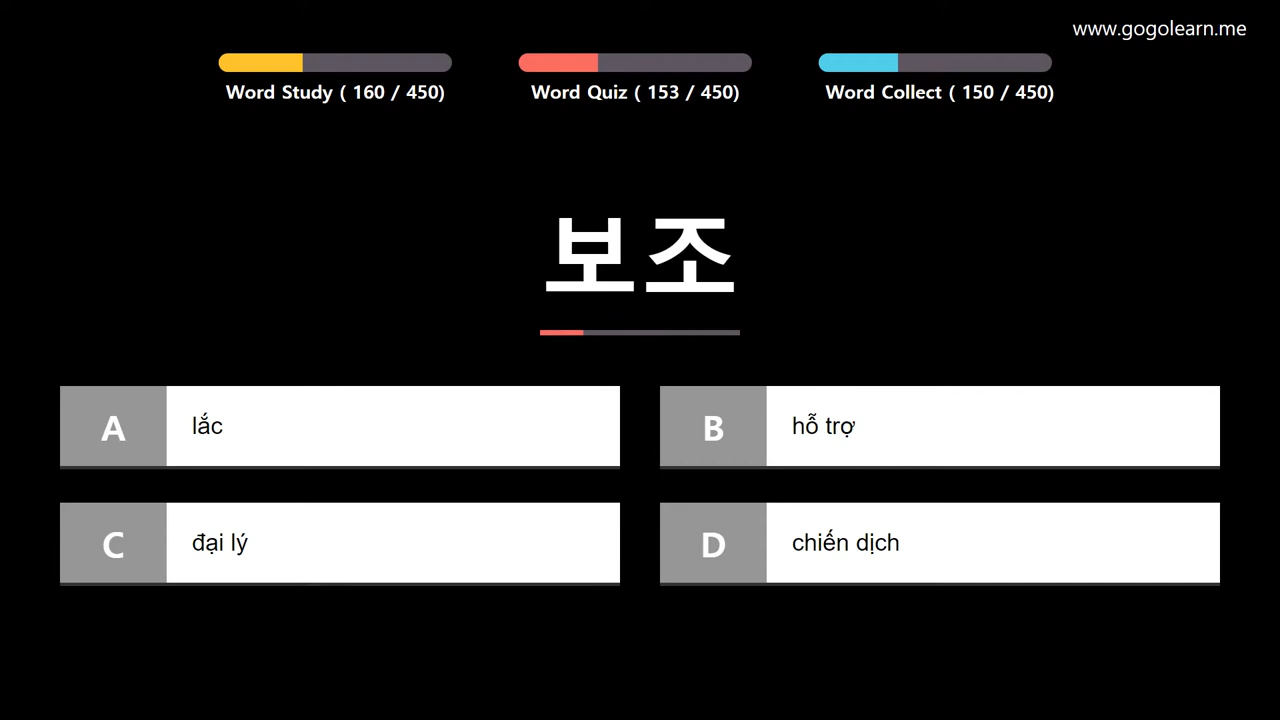 www.gogolearn.me
Word Study ( 160 / 450)
Word Quiz ( 153 / 450)
Word Collect ( 150 / 450)
보조
A lắc
B hỗ trợ
C đại lý
D chiến dịch